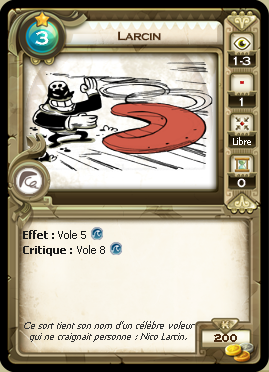 Larcin
3
1-3
1
Libre
0
Effet : Vole 5
Critique : Vole 8
Ce sort tient son nom d'un célèbre voleur
qui ne craignait personne : Nico Larcin.
K
200